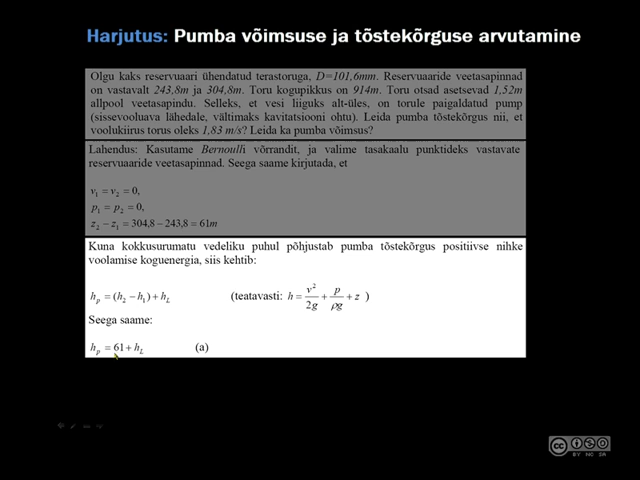 Harjutus: Pumba võimsuse ja tõstekõrguse arvutamine
Olgu kaks reservuaari ühendatud terastoruga, D=101,6mm. Reservuaaride veetasapinnad
on vastavalt 243,8m ja 304,8m. Toru kogupikkus on 914m. Toru otsad asetsevad 1,52m
allpool veetasapindu. Selleks, et vesi liiguks alt-üles, on torule paigaldatud pump
(sissevooluava lähedale, vältimaks kavitatsiooni ohtu). Leida pumba tõstekõrgus nii, et
voolukiirus torus oleks 1,83 m/s? Leida ka pumba võimsus?
Lahendus: Kasutame Bernoulli võrrandit, ja valime tasakaalu punktideks vastavate
reservuaaride veetasapinnad. Seega saame kirjutada, et
v₁ = v₂ = 0,
p₁ = p₂ = 0,
z₂ − z₁ = 304,8 − 243,8 = 61m
Kuna kokkusurumatu vedeliku puhul põhjustab pumba tõstekõrgus positiivse nihke
voolamise koguenergia, siis kehtib:
h_p = (h₂ − h₁) + h_L (teatavasti: h = v²/2g + p/ρg + z )
Seega saame:
h_p = 61 + h_L (a)
cc BY NC SA